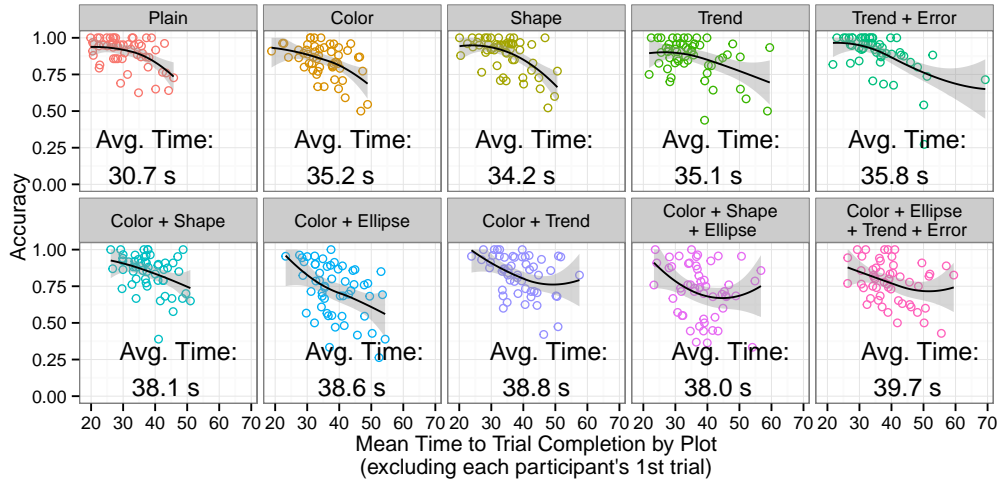 Plain
Color
Shape
Trend
Trend + Error
1.00
0.75
0.50
0.25
0.00
Avg. Time:
30.7 s
Avg. Time:
35.2 s
Avg. Time:
34.2 s
Avg. Time:
35.1 s
Avg. Time:
35.8 s
Accuracy
Color + Shape
Color + Ellipse
Color + Trend
Color + Shape
+ Ellipse
Color + Ellipse
+ Trend + Error
1.00
0.75
0.50
0.25
0.00
Avg. Time:
38.1 s
Avg. Time:
38.6 s
Avg. Time:
38.8 s
Avg. Time:
38.0 s
Avg. Time:
39.7 s
20 30 40 50 60 70
20 30 40 50 60 70
20 30 40 50 60 70
20 30 40 50 60 70
20 30 40 50 60 70
Mean Time to Trial Completion by Plot
(excluding each participant's 1st trial)